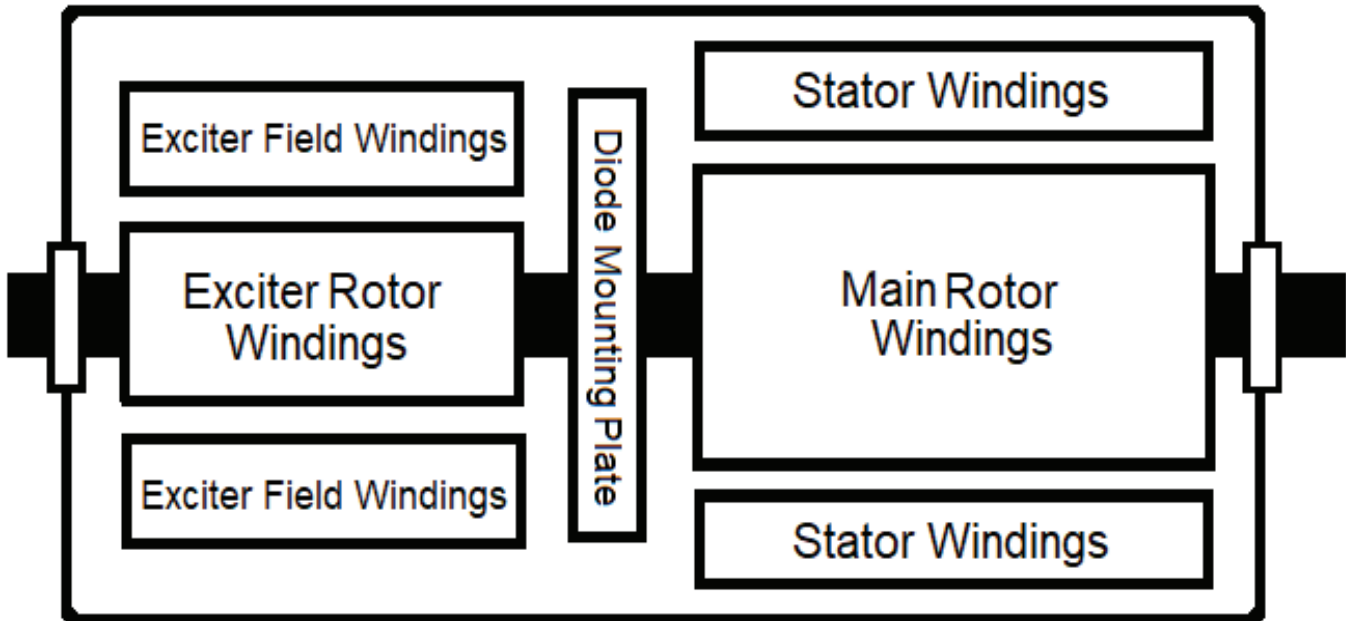 Exciter Field Windings
Exciter Rotor
Windings
Exciter Field Windings
Diode Mounting Plate
Stator Windings
Main Rotor
Windings
Stator Windings